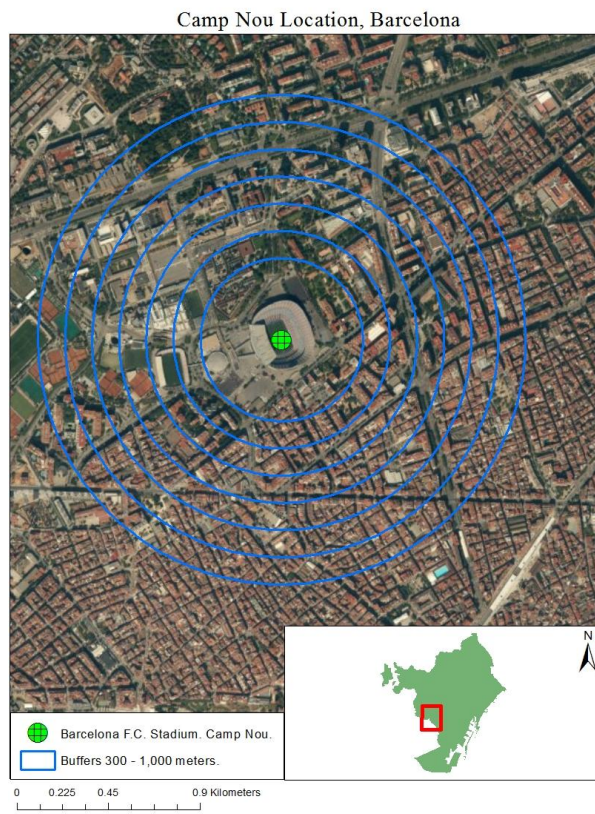 Camp Nou Location, Barcelona
N
Barcelona F.C. Stadium. Camp Nou.
Buffers 300 - 1,000 meters.
0 0.225 0.45 0.9 Kilometers